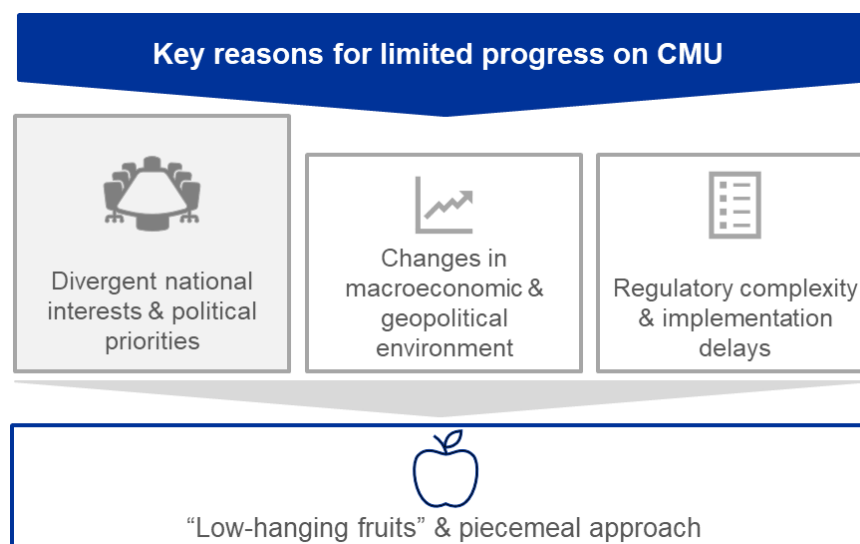 Key reasons for limited progress on CMU
Divergent national
interests & political
priorities
Changes in
macroeconomic &
geopolitical
environment
Regulatory complexity
& implementation
delays
“Low-hanging fruits” & piecemeal approach